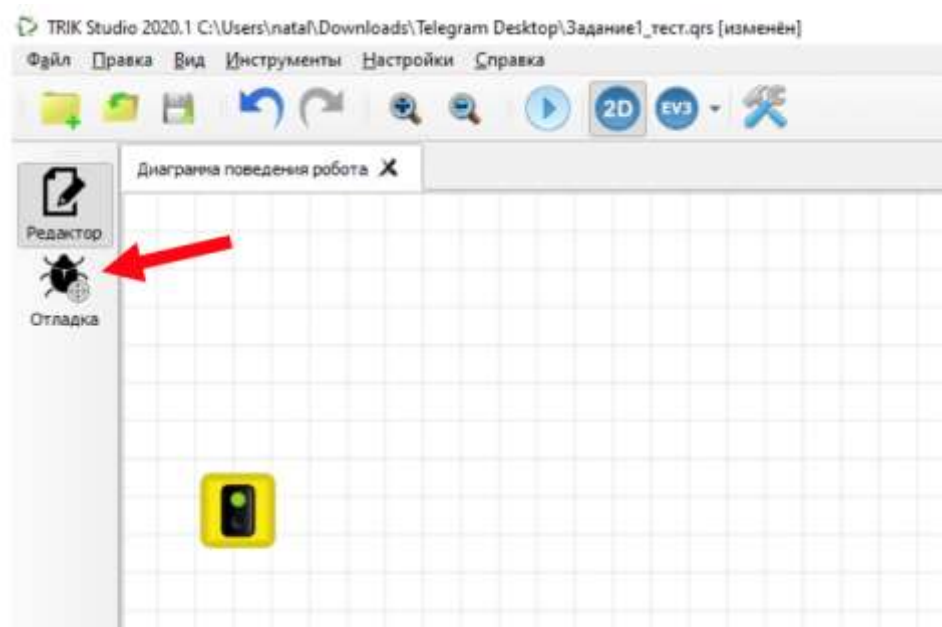 TRIK Studio 2020.1 C:\Users\natal\Downloads\Telegram Desktop\Задание1_тест.qrs [изменён]
Файл Правка Вид Инструменты Настройки Справка
2D EV3
Диаграмма поведения робота
Редактор
Отладка